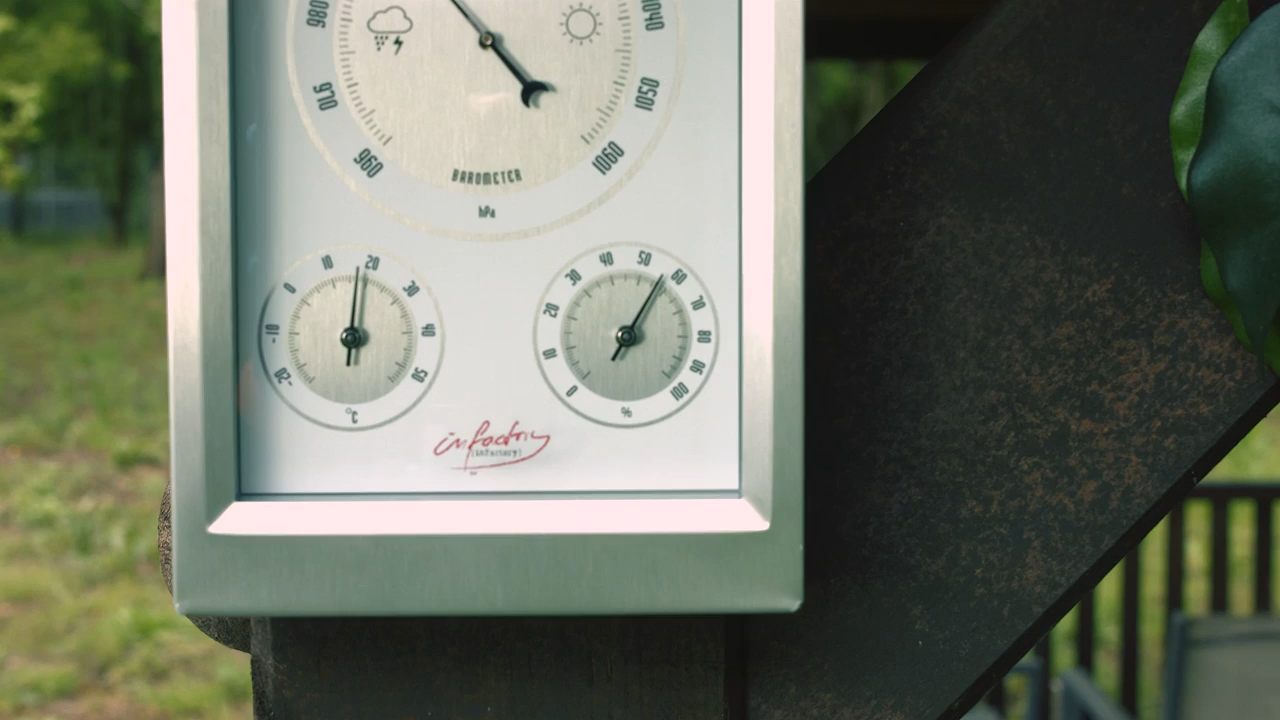 980
1040
970
1050
960
1060
BAROMETER
hPa
-20 -10 0 10 20 30 40 50
°C
0 10 20 30 40 50 60 70 80 90 100
%
infactory
[infactory]